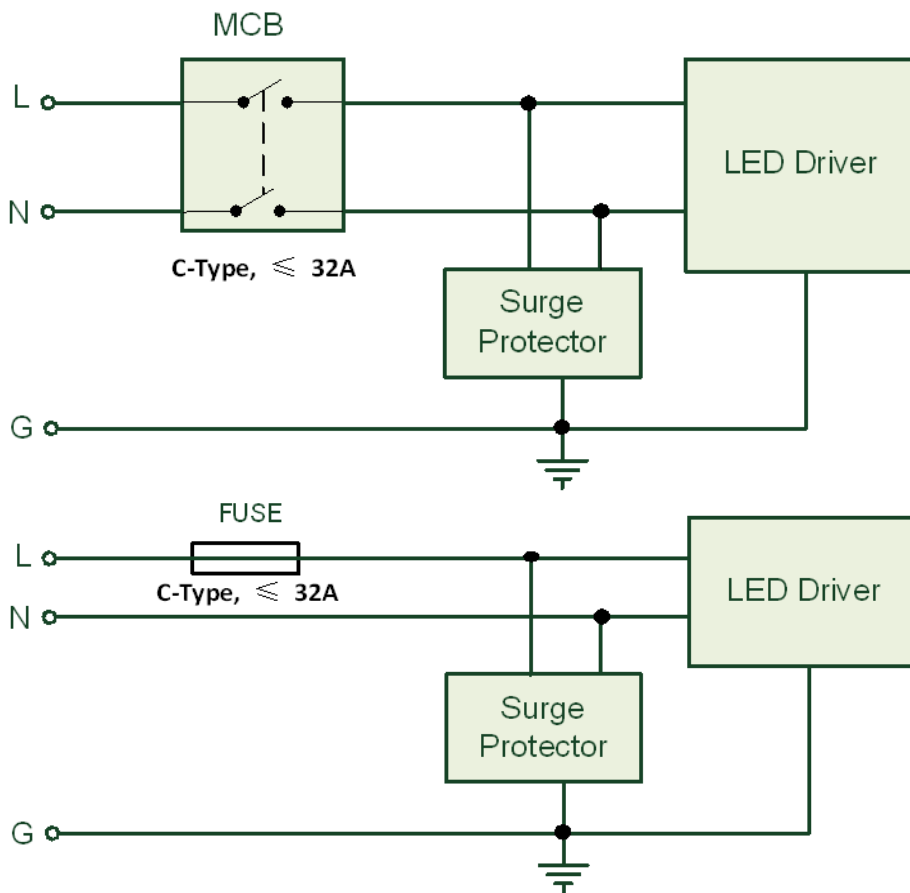 MCB
L
LED Driver
N
C-Type, ≤ 32A
Surge
Protector
G
FUSE
L
C-Type, ≤ 32A
LED Driver
N
Surge
Protector
G